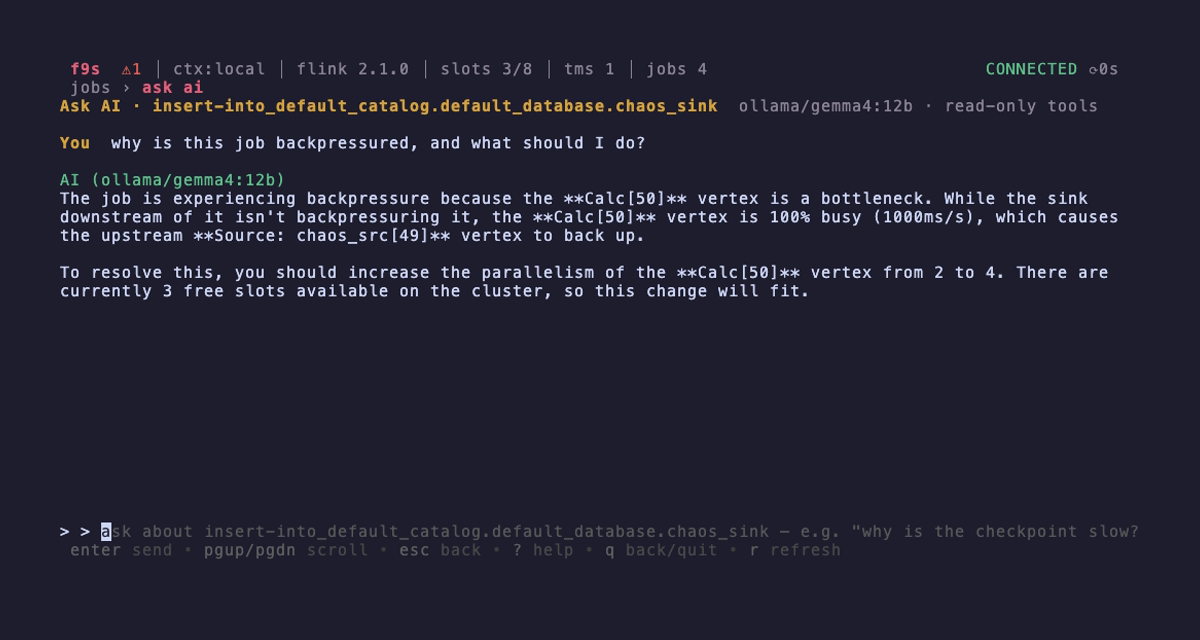 f9s ⚠1 │ ctx:local │ flink 2.1.0 │ slots 3/8 │ tms 1 │ jobs 4 CONNECTED ⟳0s
jobs › ask ai
Ask AI · insert-into_default_catalog.default_database.chaos_sink ollama/gemma4:12b · read-only tools
You why is this job backpressured, and what should I do?
AI (ollama/gemma4:12b)
The job is experiencing backpressure because the **Calc[50]** vertex is a bottleneck. While the sink
downstream of it isn't backpressuring it, the **Calc[50]** vertex is 100% busy (1000ms/s), which causes
the upstream **Source: chaos_src[49]** vertex to back up.
To resolve this, you should increase the parallelism of the **Calc[50]** vertex from 2 to 4. There are
currently 3 free slots available on the cluster, so this change will fit.
> > ask about insert-into_default_catalog.default_database.chaos_sink — e.g. "why is the checkpoint slow?
enter send • pgup/pgdn scroll • esc back • ? help • q back/quit • r refresh